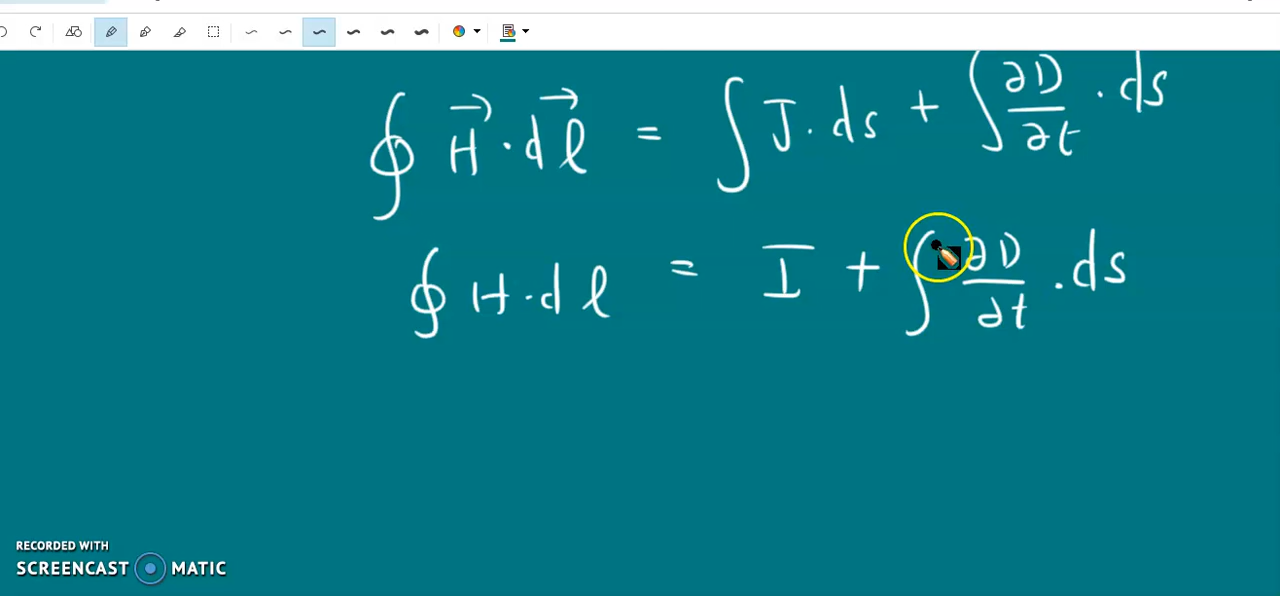 ∮ H⃗ · dl⃗ = ∫ J · ds + ∫ ∂D/∂t · ds
∮ H · dl = I + ∫ ∂D/∂t · ds
RECORDED WITH
SCREENCAST MATIC